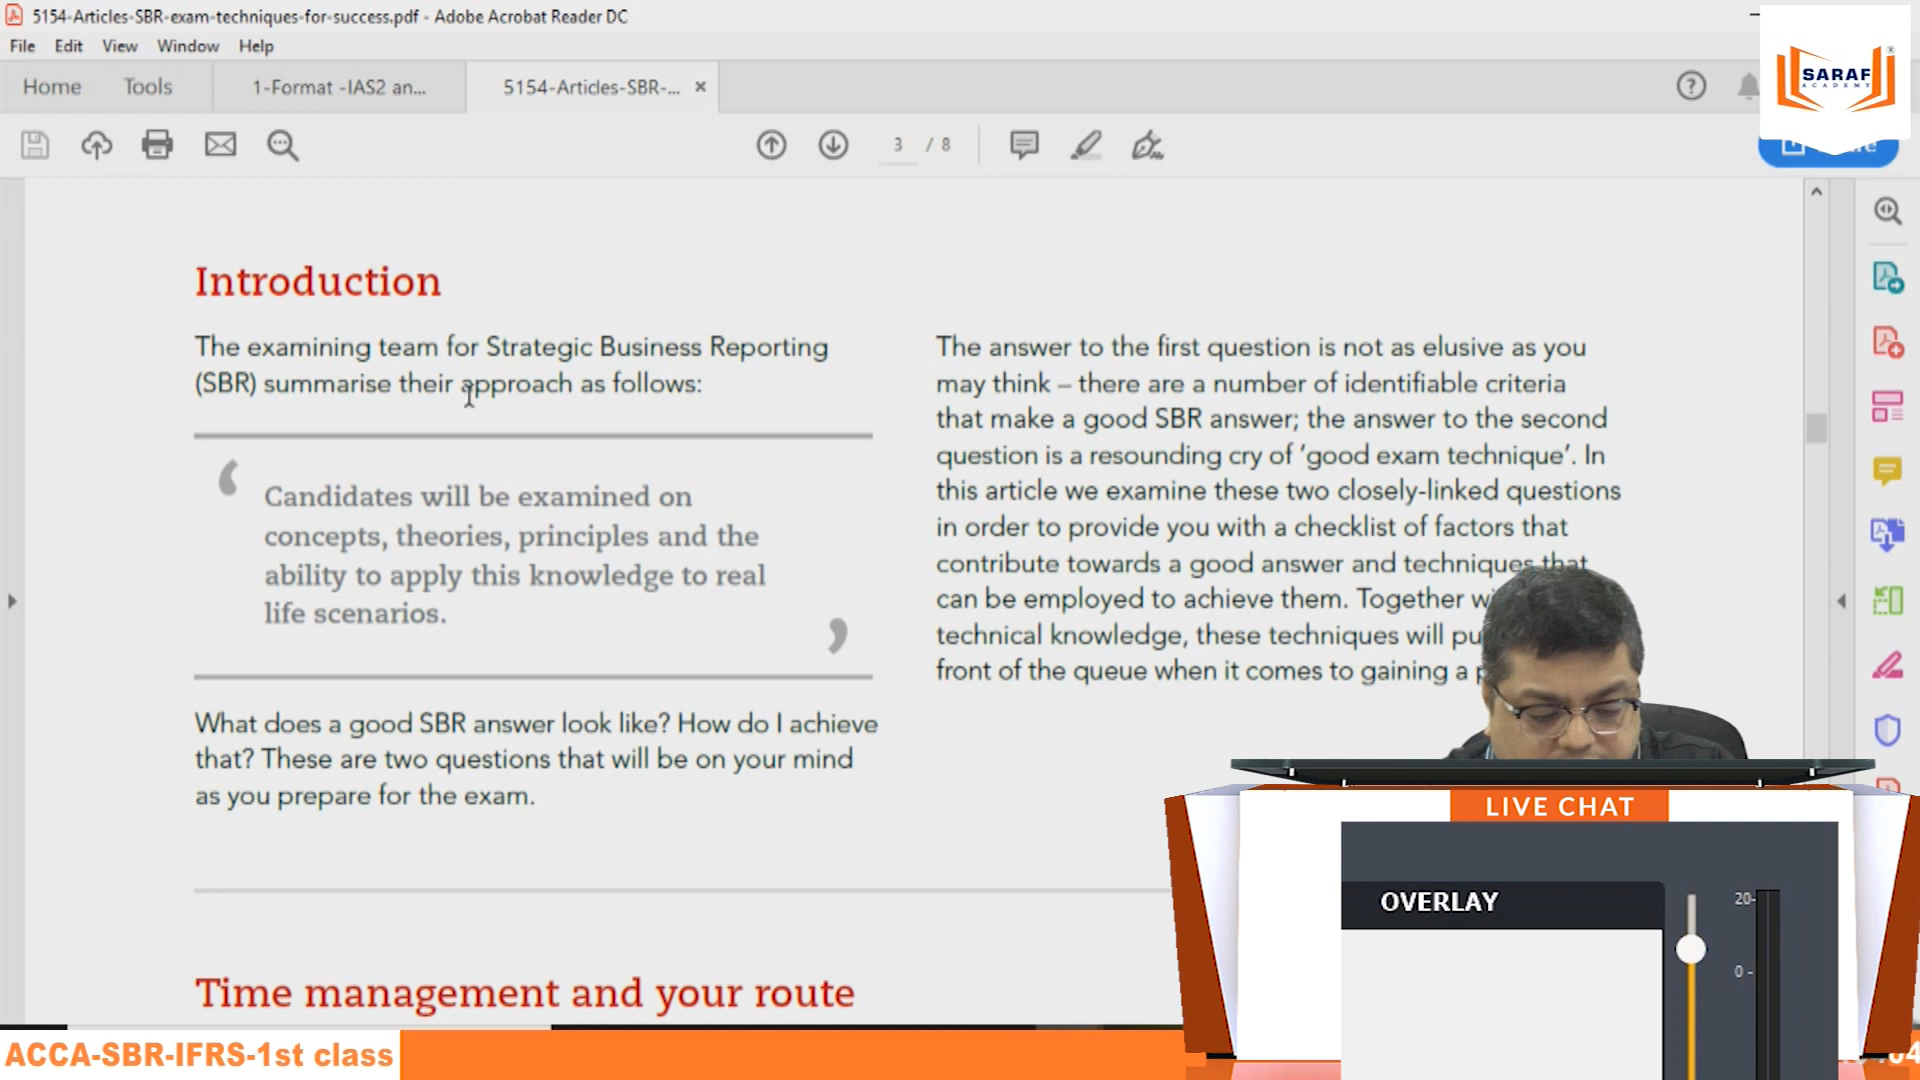 5154-Articles-SBR-exam-techniques-for-success.pdf - Adobe Acrobat Reader DC
File Edit View Window Help
Home Tools 1-Format -IAS2 an... 5154-Articles-SBR-... ×
SARAF
ACADEMY
3 / 8
Introduction
The examining team for Strategic Business Reporting
(SBR) summarise their approach as follows:
‘
Candidates will be examined on
concepts, theories, principles and the
ability to apply this knowledge to real
life scenarios.
’
What does a good SBR answer look like? How do I achieve
that? These are two questions that will be on your mind
as you prepare for the exam.
The answer to the first question is not as elusive as you
may think – there are a number of identifiable criteria
that make a good SBR answer; the answer to the second
question is a resounding cry of ‘good exam technique’. In
this article we examine these two closely-linked questions
in order to provide you with a checklist of factors that
contribute towards a good answer and techniques that
can be employed to achieve them. Together
technical knowledge, these techniques will
front of the queue when it comes to gaining a
Time management and your route
LIVE CHAT
OVERLAY
20-
0 -
ACCA-SBR-IFRS-1st class